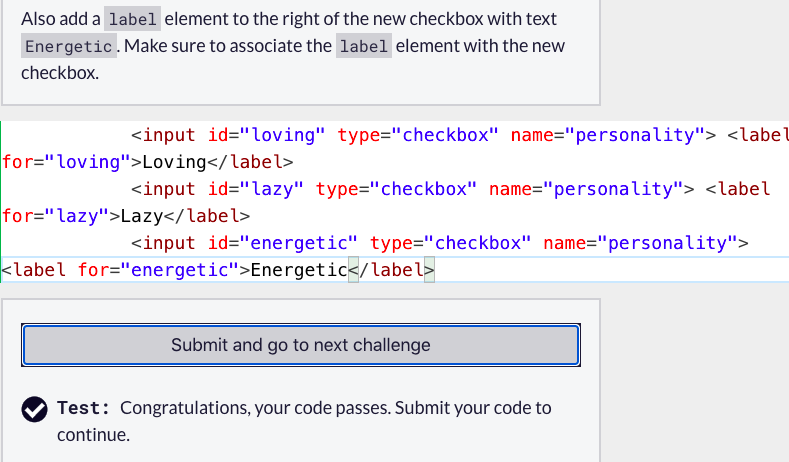 Also add a label element to the right of the new checkbox with text
Energetic. Make sure to associate the label element with the new
checkbox.
<input id="loving" type="checkbox" name="personality"> <label
for="loving">Loving</label>
<input id="lazy" type="checkbox" name="personality"> <label
for="lazy">Lazy</label>
<input id="energetic" type="checkbox" name="personality">
<label for="energetic">Energetic</label>
Submit and go to next challenge
Test: Congratulations, your code passes. Submit your code to
continue.